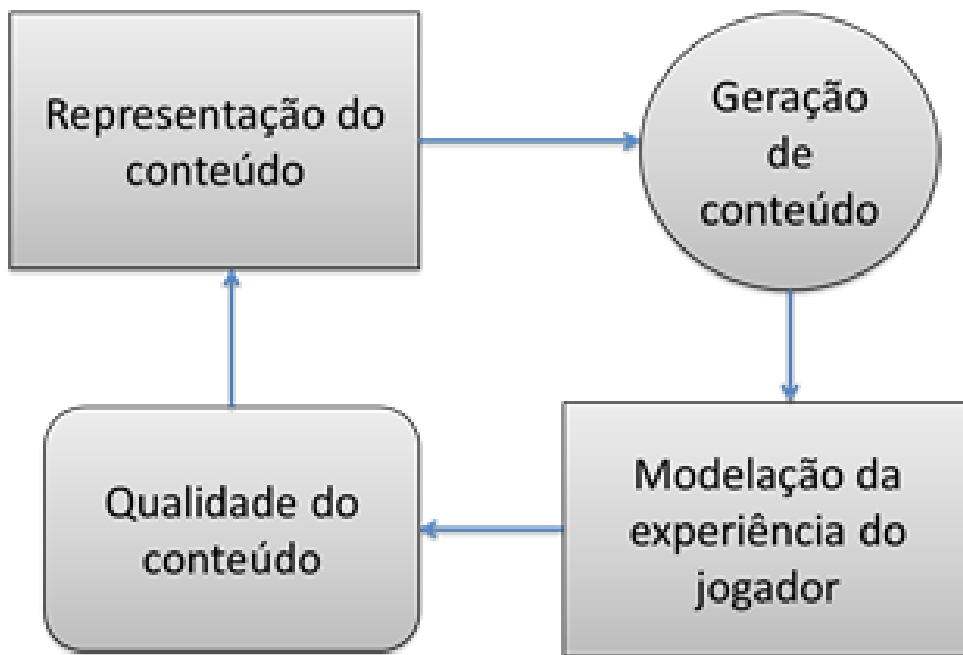 Representação do
conteúdo
Geração
de
conteúdo
Qualidade do
conteúdo
Modelação da
experiência do
jogador